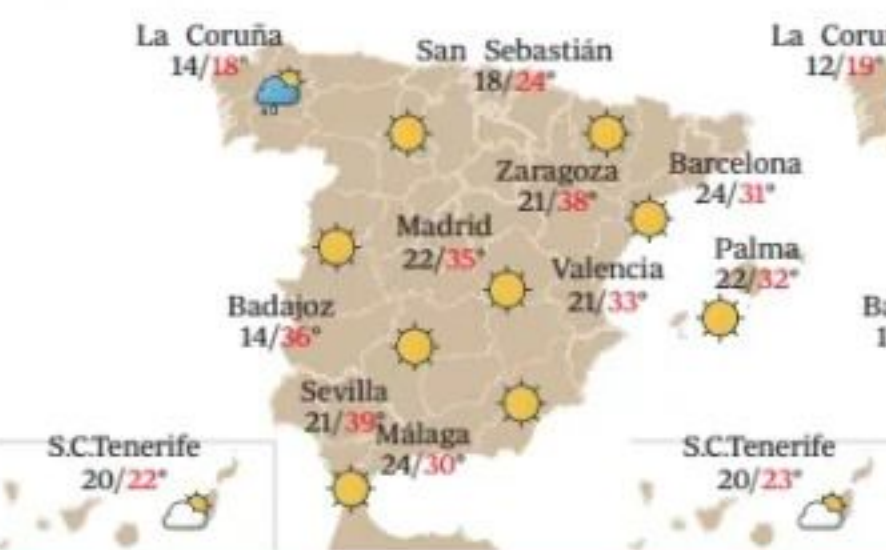 La Coruña
14/18°
San Sebastián
18/24°
Zaragoza
21/38°
Barcelona
24/31°
Madrid
22/35°
Palma
22/32°
Valencia
21/33°
Badajoz
14/36°
Sevilla
21/39°
Málaga
24/30°
S.C.Tenerife
20/22°
La Coru
12/19°
Ba
1
S.C.Tenerife
20/23°